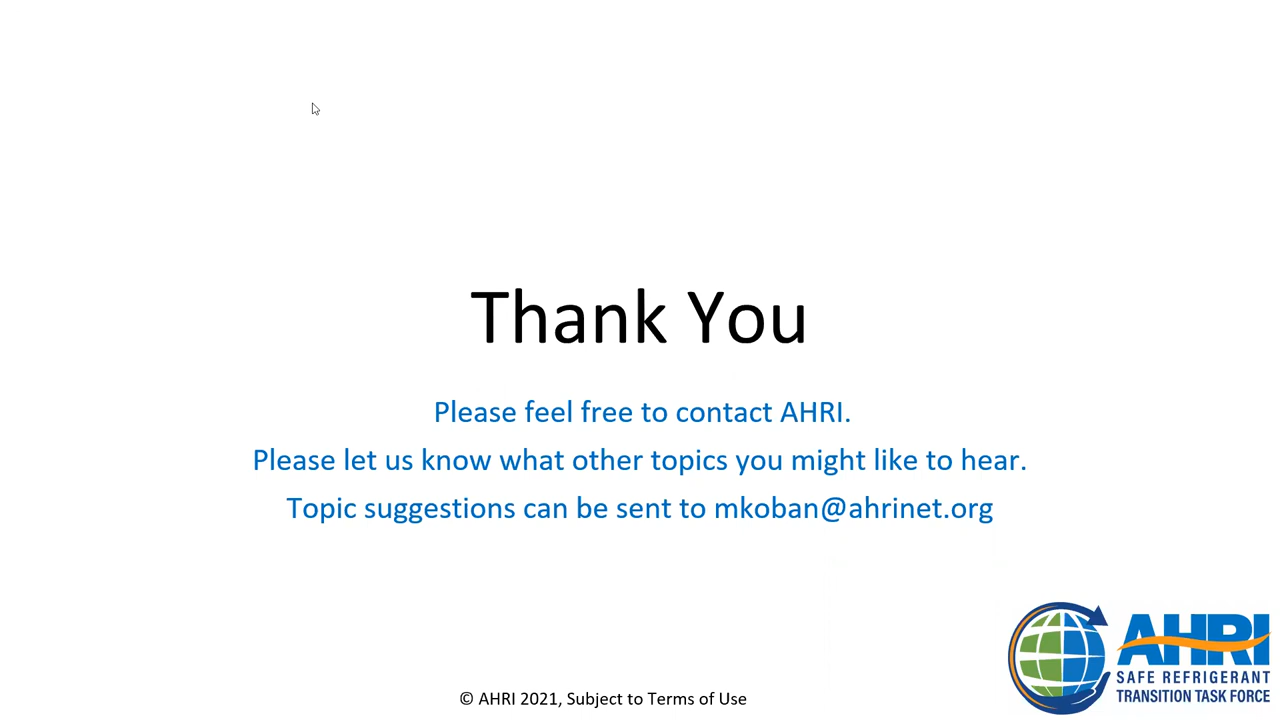 Thank You
Please feel free to contact AHRI.
Please let us know what other topics you might like to hear.
Topic suggestions can be sent to mkoban@ahrinet.org
AHRI
SAFE REFRIGERANT
TRANSITION TASK FORCE
© AHRI 2021, Subject to Terms of Use